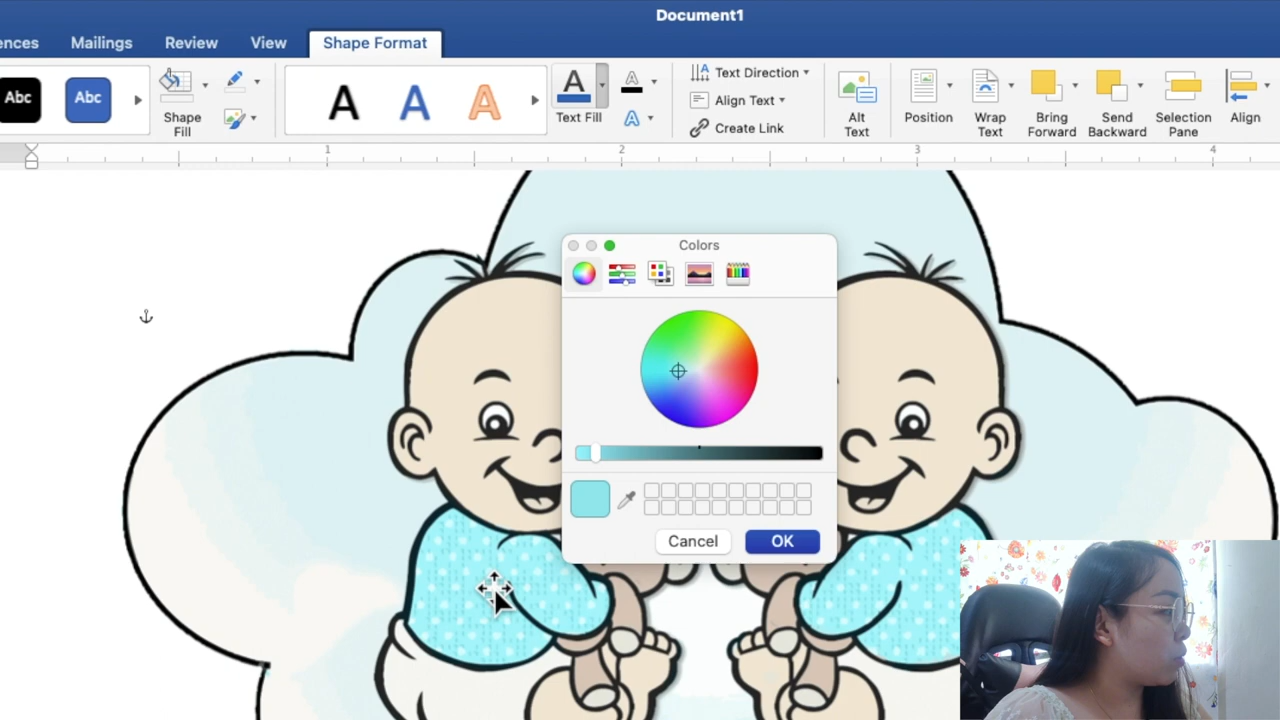 Document1
ences Mailings Review View Shape Format
Abc Abc Shape Fill A A A A Text Fill A A Text Direction Align Text Create Link Alt Text Position Wrap Text Bring Forward Send Backward Selection Pane Align
1 2 3 4
Colors
Cancel OK